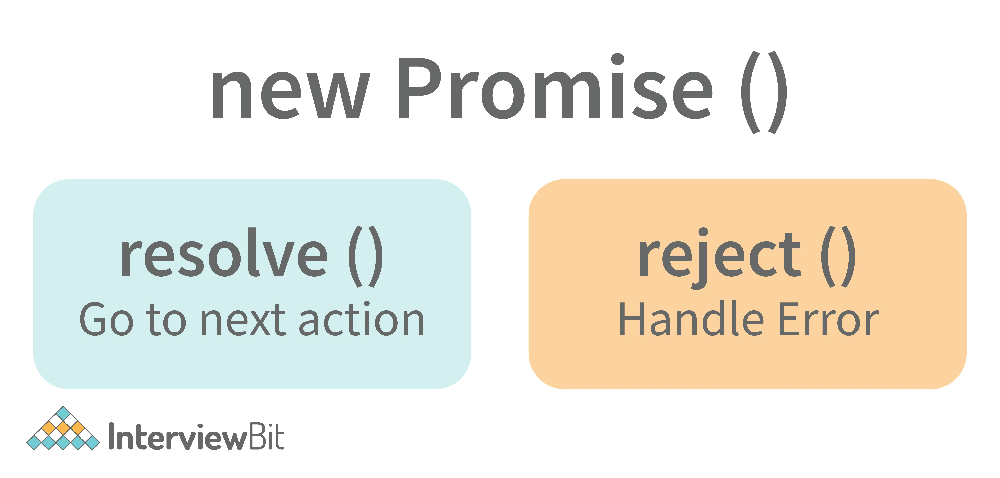 new Promise ()
resolve ()
Go to next action
reject ()
Handle Error
InterviewBit